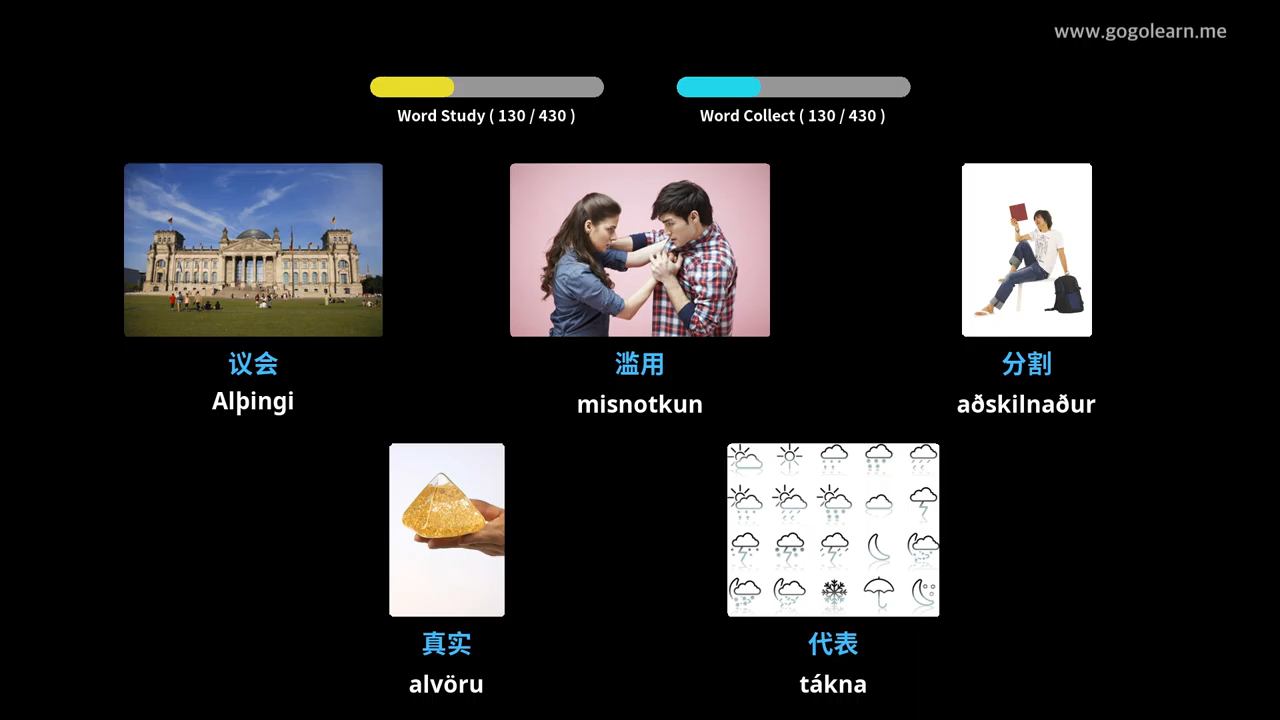 www.gogolearn.me
Word Study ( 130 / 430 )
Word Collect ( 130 / 430 )
议会
Alþingi
滥用
misnotkun
分割
aðskilnaður
真实
alvöru
代表
tákna